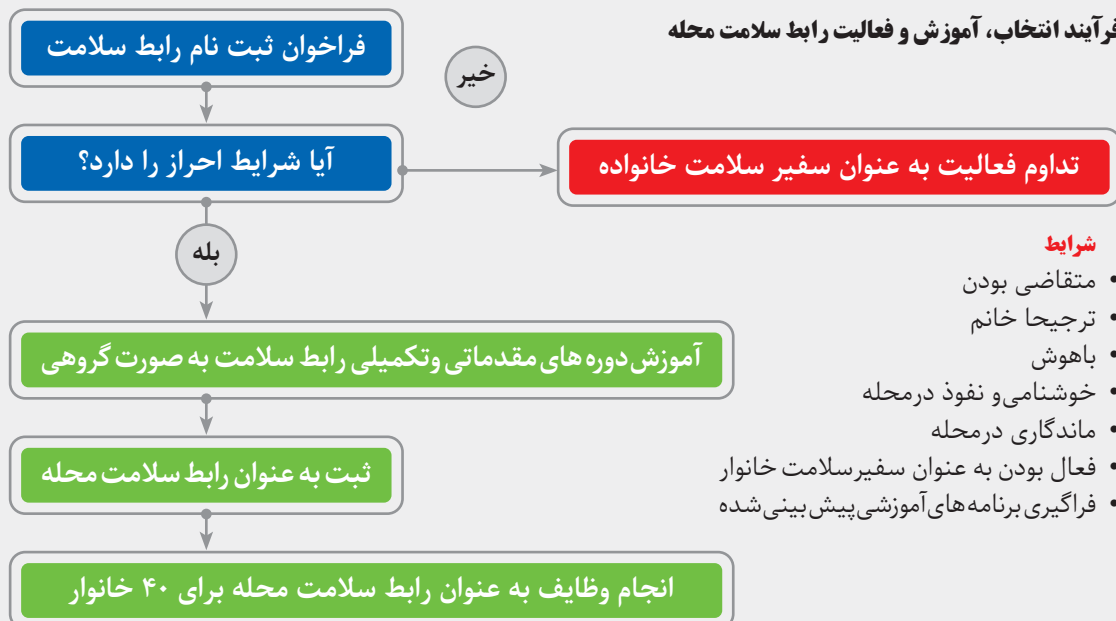 فرآیند انتخاب، آموزش و فعالیت رابط سلامت محله
فراخوان ثبت نام رابط سلامت
خیر
آیا شرایط احراز را دارد؟
تداوم فعالیت به عنوان سفیر سلامت خانواده
بله
شرایط
• متقاضی بودن
• ترجیحا خانم
• باهوش
• خوشنامی و نفوذ درمحله
• ماندگاری درمحله
• فعال بودن به عنوان سفیرسلامت خانوار
• فراگیری برنامه های آموزشی پیش بینی شده
آموزش دوره های مقدماتی وتکمیلی رابط سلامت به صورت گروهی
ثبت به عنوان رابط سلامت محله
انجام وظایف به عنوان رابط سلامت محله برای ۴۰ خانوار